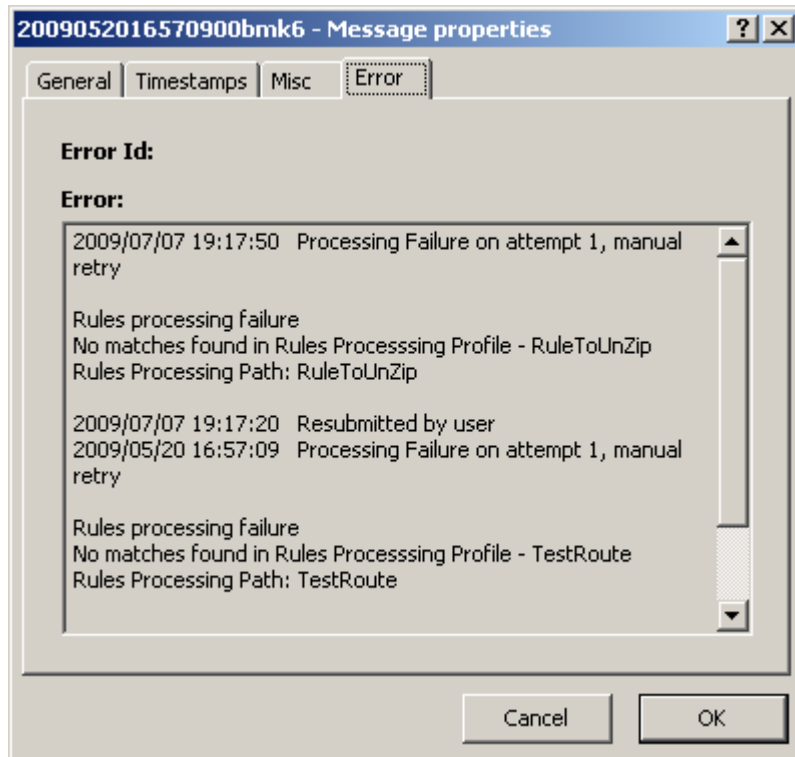 2009052016570900bmk6 - Message properties
General Timestamps Misc Error
Error Id:
Error:
2009/07/07 19:17:50 Processing Failure on attempt 1, manual
retry
Rules processing failure
No matches found in Rules Processsing Profile - RuleToUnZip
Rules Processing Path: RuleToUnZip
2009/07/07 19:17:20 Resubmitted by user
2009/05/20 16:57:09 Processing Failure on attempt 1, manual
retry
Rules processing failure
No matches found in Rules Processsing Profile - TestRoute
Rules Processing Path: TestRoute
Cancel OK